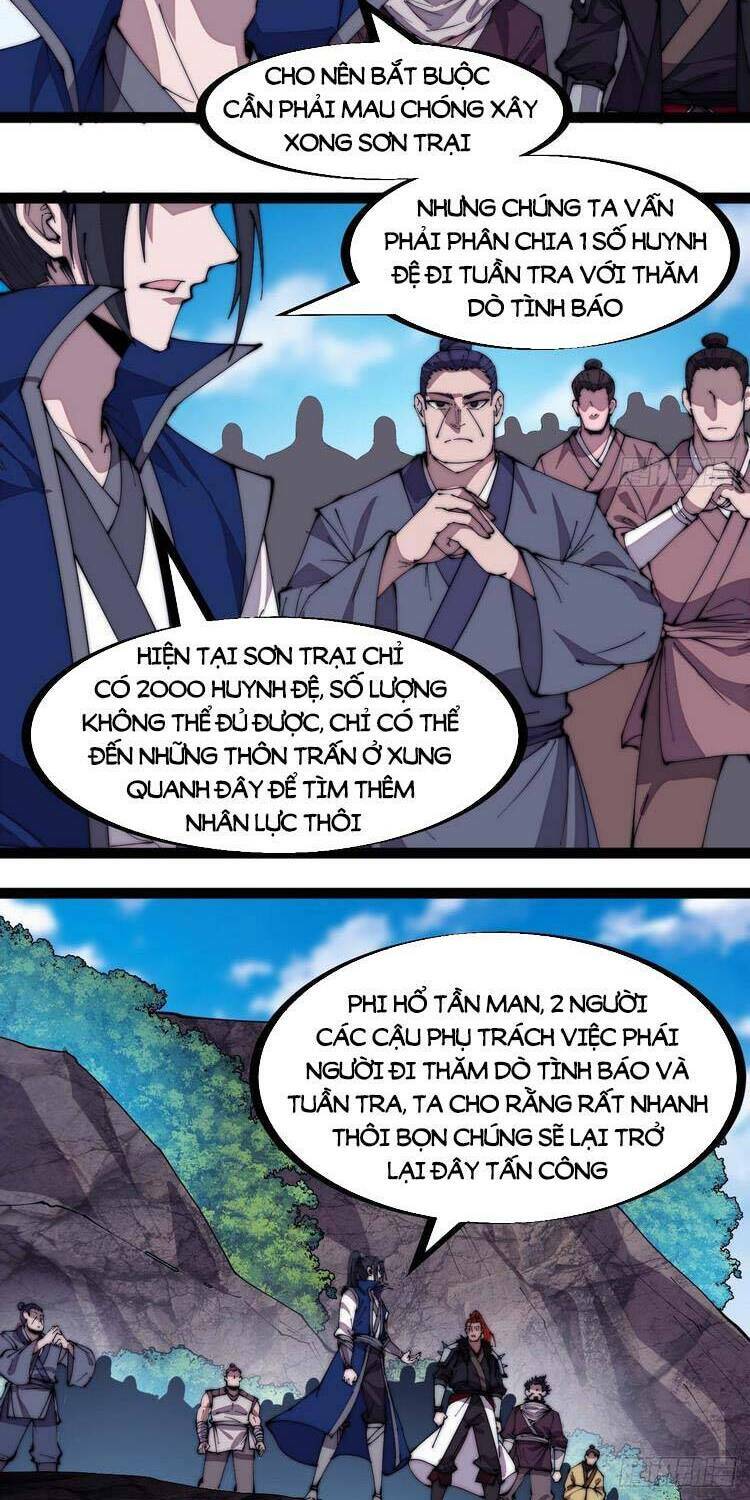 CHO NÊN BẮT BUỘC
CẦN PHẢI MAU CHÓNG XÂY
XONG SƠN TRẠI
NHƯNG CHÚNG TA VẪN
PHẢI PHÂN CHIA 1 SỐ HUYNH
ĐỆ ĐI TUẦN TRA VỚI THĂM
DÒ TÌNH BÁO
HIỆN TẠI SƠN TRẠI CHỈ
CÓ 2000 HUYNH ĐỆ, SỐ LƯỢNG
KHÔNG THỂ ĐỦ ĐƯỢC, CHỈ CÓ THỂ
ĐẾN NHỮNG THÔN TRẤN Ở XUNG
QUANH ĐÂY ĐỂ TÌM THÊM
NHÂN LỰC THÔI
PHI HỔ TẦN MAN, 2 NGƯỜI
CÁC CẬU PHỤ TRÁCH VIỆC PHÁI
NGƯỜI ĐI THĂM DÒ TÌNH BÁO VÀ
TUẦN TRA, TA CHO RẰNG RẤT NHANH
THÔI BỌN CHÚNG SẼ LẠI TRỞ
LẠI ĐÂY TẤN CÔNG